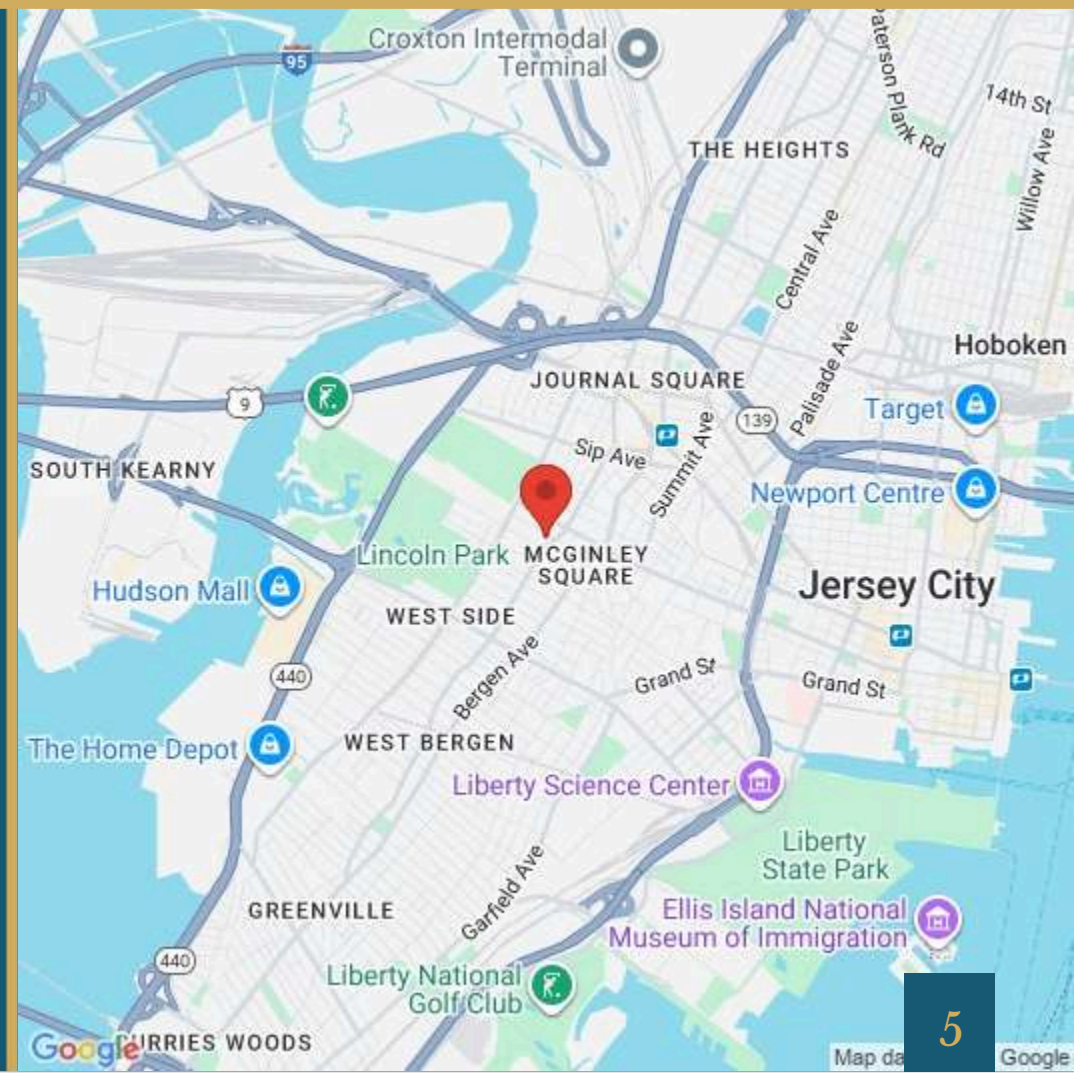 Croxton Intermodal
Terminal
95
Paterson Plank Rd
14th St
Willow Ave
THE HEIGHTS
Central Ave
Palisade Ave
Hoboken
JOURNAL SQUARE
9
139
Target
Sip Ave
Summit Ave
SOUTH KEARNY
Newport Centre
Lincoln Park
MCGINLEY
SQUARE
Hudson Mall
Jersey City
WEST SIDE
Bergen Ave
Grand St
Grand St
440
The Home Depot
WEST BERGEN
Liberty Science Center
Liberty
State Park
Garfield Ave
GREENVILLE
Ellis Island National
Museum of Immigration
440
Liberty National
Golf Club
5
Google
URRIES WOODS
Map da
Google